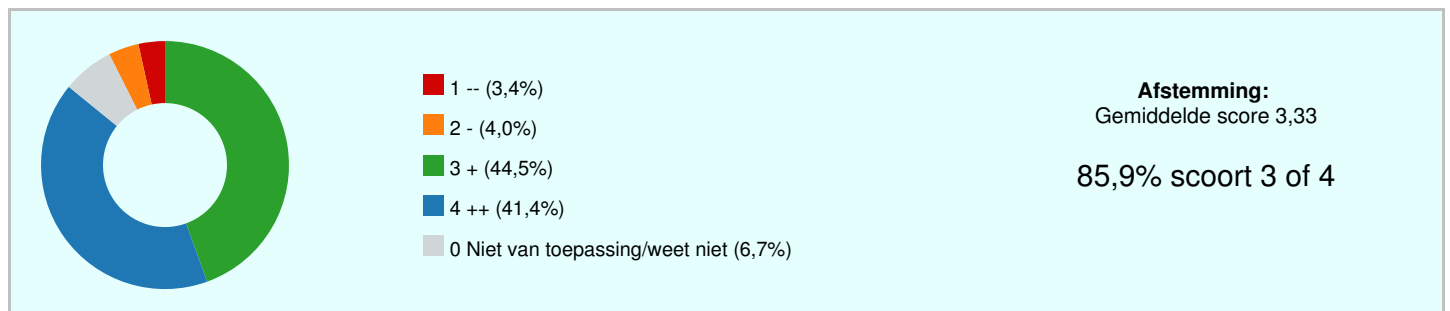 1 -- (3,4%)
2 - (4,0%)
3 + (44,5%)
4 ++ (41,4%)
0 Niet van toepassing/weet niet (6,7%)
Afstemming:
Gemiddelde score 3,33
85,9% scoort 3 of 4